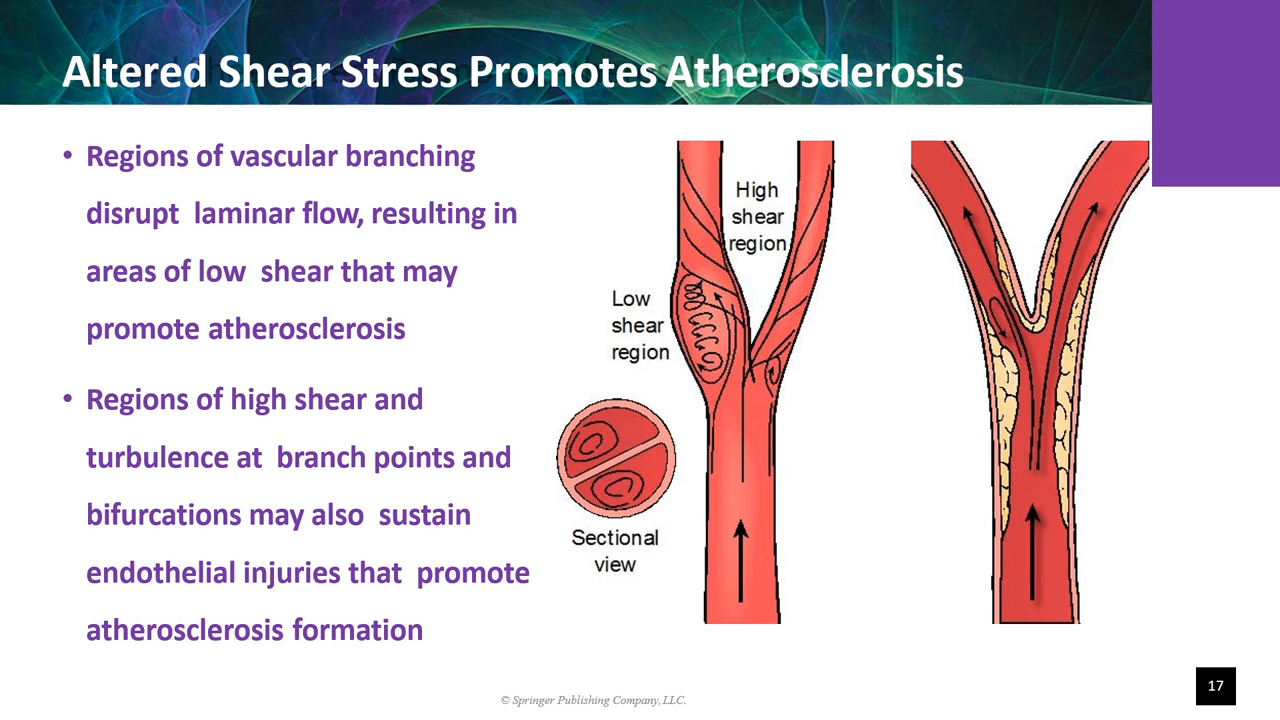 Altered Shear Stress Promotes Atherosclerosis
• Regions of vascular branching
disrupt laminar flow, resulting in
areas of low shear that may
promote atherosclerosis
• Regions of high shear and
turbulence at branch points and
bifurcations may also sustain
endothelial injuries that promote
atherosclerosis formation
High
shear
region
Low
shear
region
Sectional
view
© Springer Publishing Company, LLC.
17